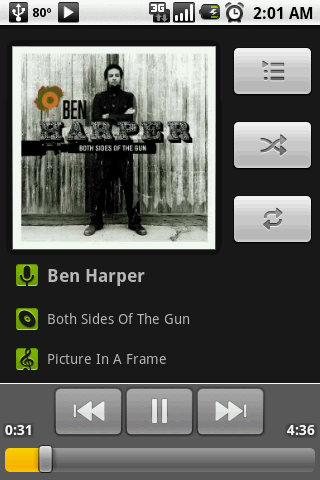 80º
3G
2:01 AM
BEN
HARPER
BOTH SIDES OF THE GUN
Ben Harper
Both Sides Of The Gun
Picture In A Frame
0:31
4:36